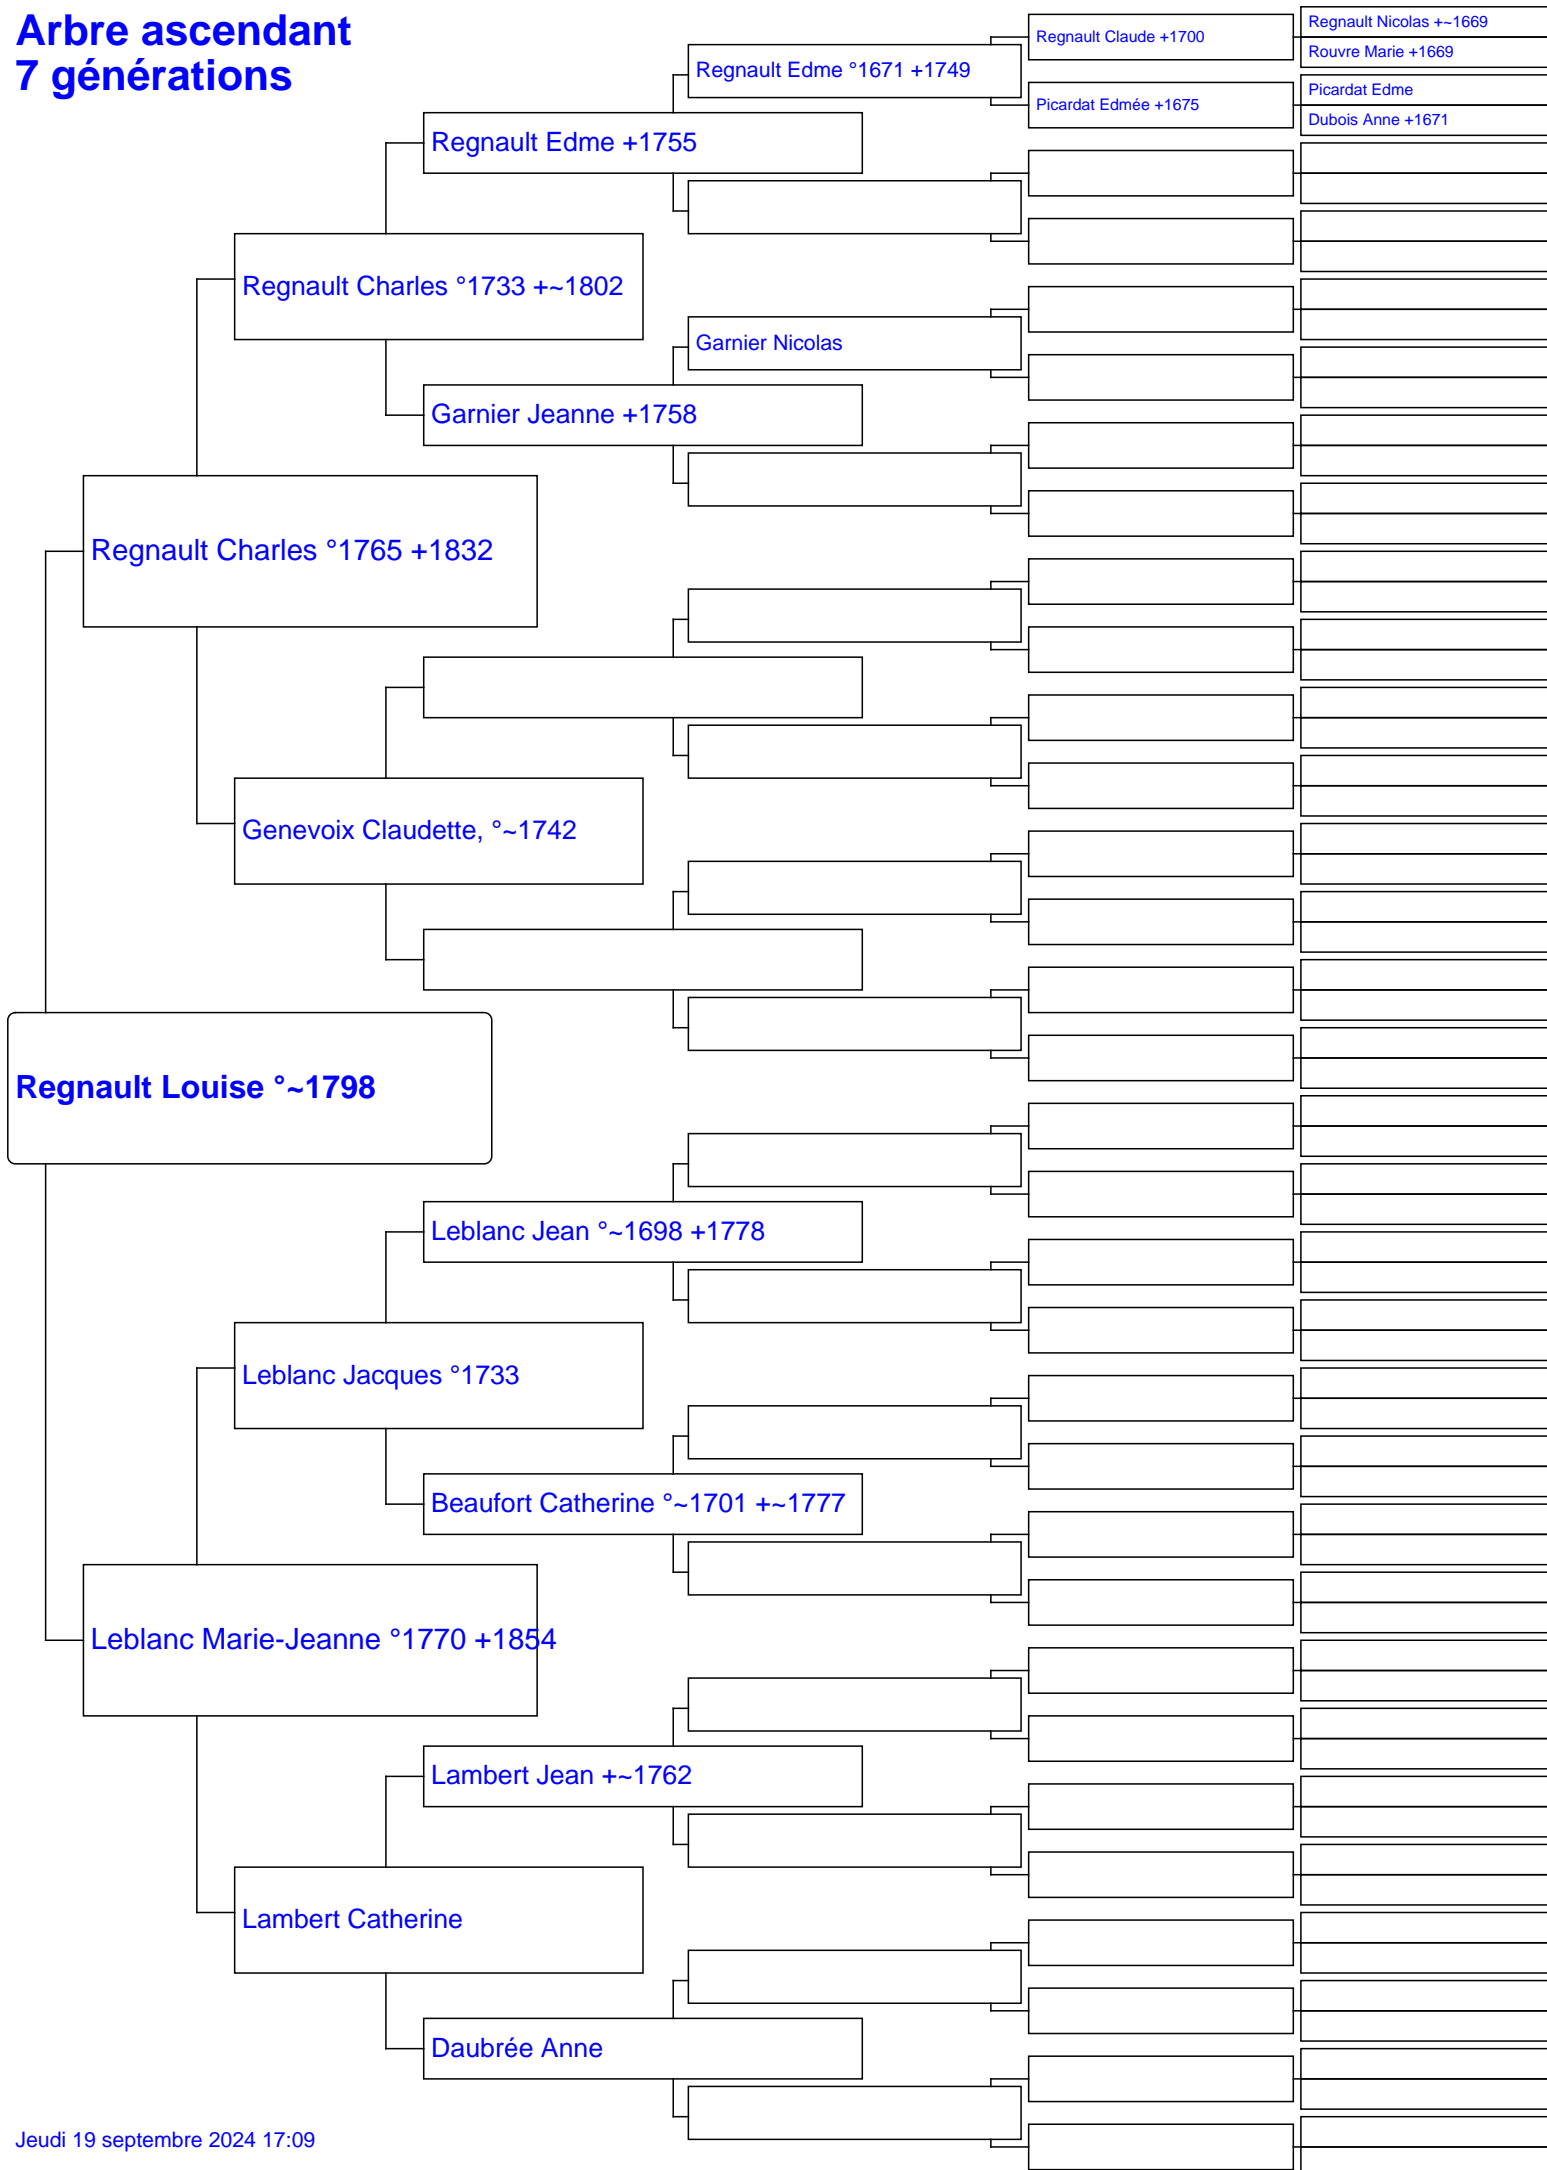 Arbre ascendant
7 générations
Regnault Nicolas +~1669
Regnault Claude +1700
Rouvre Marie +1669
Regnault Edme °1671 +1749
Picardat Edme
Picardat Edmée +1675
Dubois Anne +1671
Regnault Edme +1755
Regnault Charles °1733 +~1802
Garnier Nicolas
Garnier Jeanne +1758
Regnault Charles °1765 +1832
Genevoix Claudette, °~1742
Regnault Louise °~1798
Leblanc Jean °~1698 +1778
Leblanc Jacques °1733
Beaufort Catherine °~1701 +~1777
Leblanc Marie-Jeanne °1770 +1854
Lambert Jean +~1762
Lambert Catherine
Daubrée Anne
Jeudi 19 septembre 2024 17:09